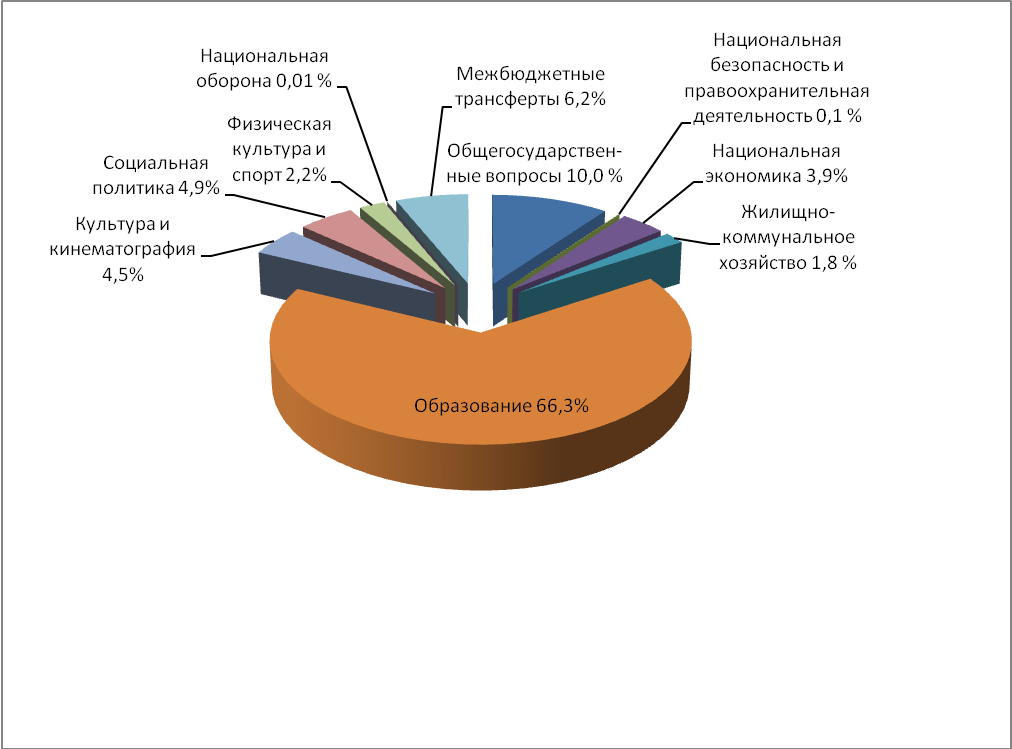 Национальная
оборона 0,01 %
Межбюджетные
трансферты 6,2%
Национальная
безопасность и
правоохранительная
деятельность 0,1 %
Физическая
культура и
спорт 2,2%
Общегосударствен-
ные вопросы 10,0 %
Национальная
экономика 3,9%
Социальная
политика 4,9%
Культура и
кинематография
4,5%
Жилищно-
коммунальное
хозяйство 1,8 %
Образование 66,3%